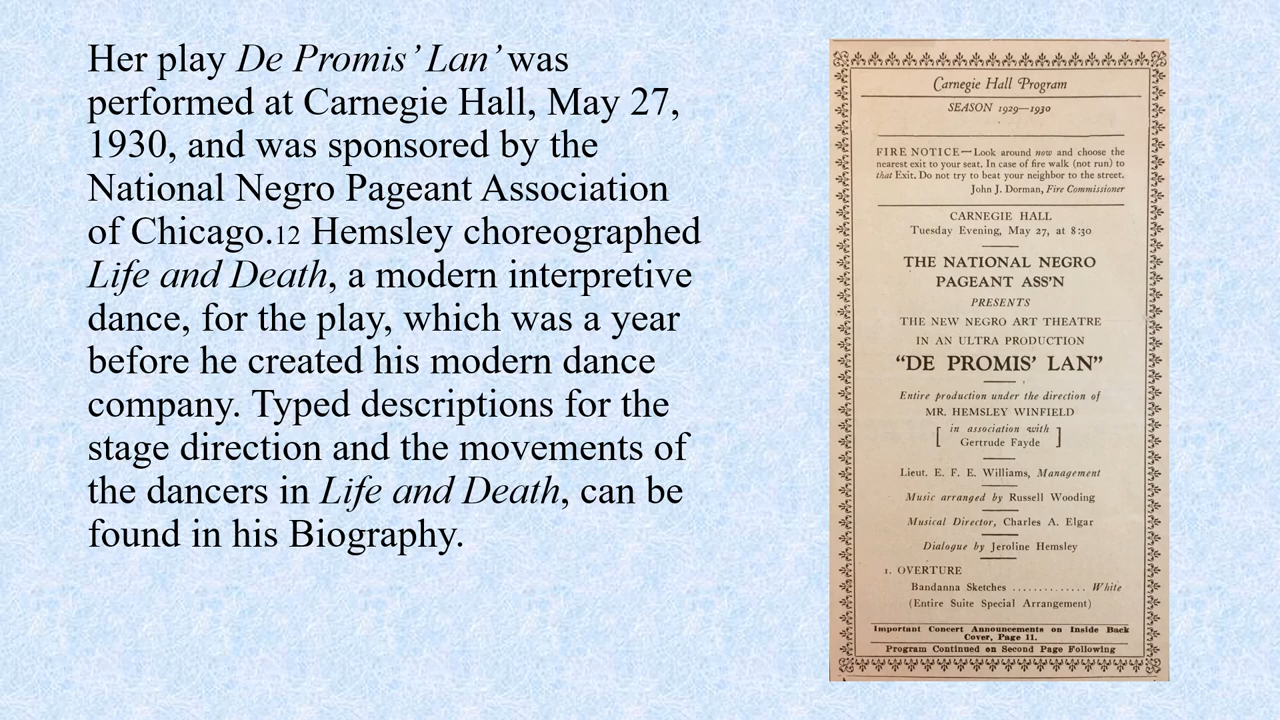 Her play De Promis’ Lan’ was
performed at Carnegie Hall, May 27,
1930, and was sponsored by the
National Negro Pageant Association
of Chicago.12 Hemsley choreographed
Life and Death, a modern interpretive
dance, for the play, which was a year
before he created his modern dance
company. Typed descriptions for the
stage direction and the movements of
the dancers in Life and Death, can be
found in his Biography.
Carnegie Hall Program
SEASON 1929—1930
FIRE NOTICE—Look around now and choose the
nearest exit to your seat. In case of fire walk (not run) to
that Exit. Do not try to beat your neighbor to the street.
John J. Dorman, Fire Commissioner
CARNEGIE HALL
Tuesday Evening, May 27, at 8:30
THE NATIONAL NEGRO
PAGEANT ASS’N
PRESENTS
THE NEW NEGRO ART THEATRE
IN AN ULTRA PRODUCTION
“DE PROMIS’ LAN”
Entire production under the direction of
MR. HEMSLEY WINFIELD
[ in association with
Gertrude Fayde ]
Lieut. E. F. E. Williams, Management
Music arranged by Russell Wooding
Musical Director, Charles A. Elgar
Dialogue by Jeroline Hemsley
1. OVERTURE
Bandanna Sketches .............. White
(Entire Suite Special Arrangement)
Important Concert Announcements on Inside Back
Cover, Page 11.
Program Continued on Second Page Following